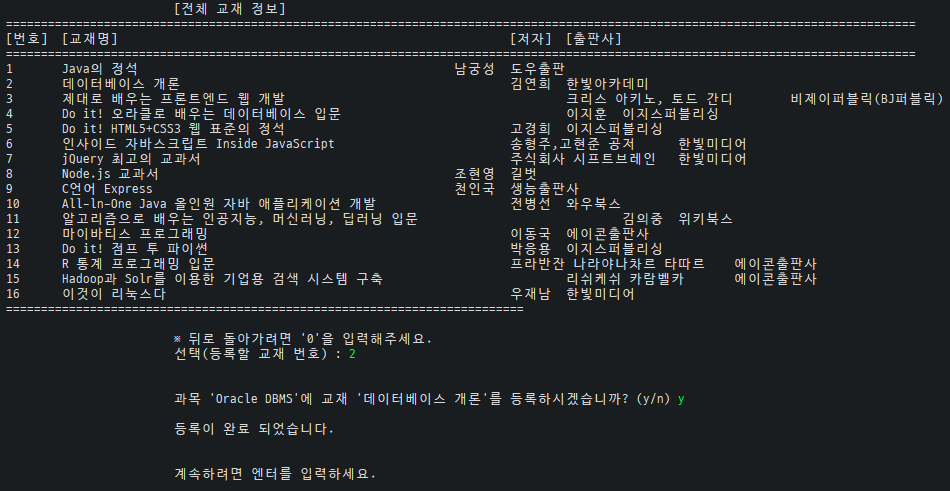 [전체 교재 정보]
==================================================================================================================================
[번호] [교재명] [저자] [출판사]
==================================================================================================================================
1 Java의 정석 남궁성 도우출판
2 데이터베이스 개론 김연희 한빛아카데미
3 제대로 배우는 프론트엔드 웹 개발 크리스 아키노, 토드 간디 비제이퍼블릭(BJ퍼블릭)
4 Do it! 오라클로 배우는 데이터베이스 입문 이지훈 이지스퍼블리싱
5 Do it! HTML5+CSS3 웹 표준의 정석 고경희 이지스퍼블리싱
6 인사이드 자바스크립트 Inside JavaScript 송형주,고현준 공저 한빛미디어
7 jQuery 최고의 교과서 주식회사 시프트브레인 한빛미디어
8 Node.js 교과서 조현영 길벗
9 C언어 Express 천인국 생능출판사
10 All-ln-One Java 올인원 자바 애플리케이션 개발 전병선 와우북스
11 알고리즘으로 배우는 인공지능, 머신러닝, 딥러닝 입문 김의중 위키북스
12 마이바티스 프로그래밍 이동국 에이콘출판사
13 Do it! 점프 투 파이썬 박응용 이지스퍼블리싱
14 R 통계 프로그래밍 입문 프라반잔 나라야나차르 타따르 에이콘출판사
15 Hadoop과 Solr를 이용한 기업용 검색 시스템 구축 리쉬케쉬 카람벨카 에이콘출판사
16 이것이 리눅스다 우재남 한빛미디어
==========================================================================
※ 뒤로 돌아가려면 '0'을 입력해주세요.
선택(등록할 교재 번호) : 2
과목 'Oracle DBMS'에 교재 '데이터베이스 개론'를 등록하시겠습니까? (y/n) y
등록이 완료 되었습니다.
계속하려면 엔터를 입력하세요.